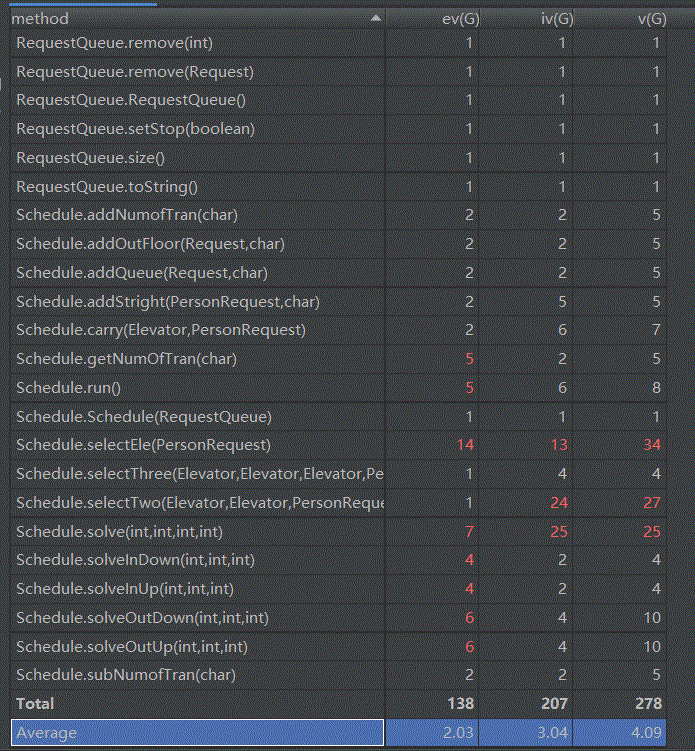 method ev(G) iv(G) v(G)
RequestQueue.remove(int) 1 1 1
RequestQueue.remove(Request) 1 1 1
RequestQueue.RequestQueue() 1 1 1
RequestQueue.setStop(boolean) 1 1 1
RequestQueue.size() 1 1 1
RequestQueue.toString() 1 1 1
Schedule.addNumofTran(char) 2 2 5
Schedule.addOutFloor(Request,char) 2 2 5
Schedule.addQueue(Request,char) 2 2 5
Schedule.addStright(PersonRequest,char) 2 5 5
Schedule.carry(Elevator,PersonRequest) 2 6 7
Schedule.getNumOfTran(char) 5 2 5
Schedule.run() 5 6 8
Schedule.Schedule(RequestQueue) 1 1 1
Schedule.selectEle(PersonRequest) 14 13 34
Schedule.selectThree(Elevator,Elevator,Elevator,Pe 1 4 4
Schedule.selectTwo(Elevator,Elevator,PersonReque 1 24 27
Schedule.solve(int,int,int,int) 7 25 25
Schedule.solveInDown(int,int,int) 4 2 4
Schedule.solveInUp(int,int,int) 4 2 4
Schedule.solveOutDown(int,int,int) 6 4 10
Schedule.solveOutUp(int,int,int) 6 4 10
Schedule.subNumofTran(char) 2 2 5
Total 138 207 278
Average 2.03 3.04 4.09